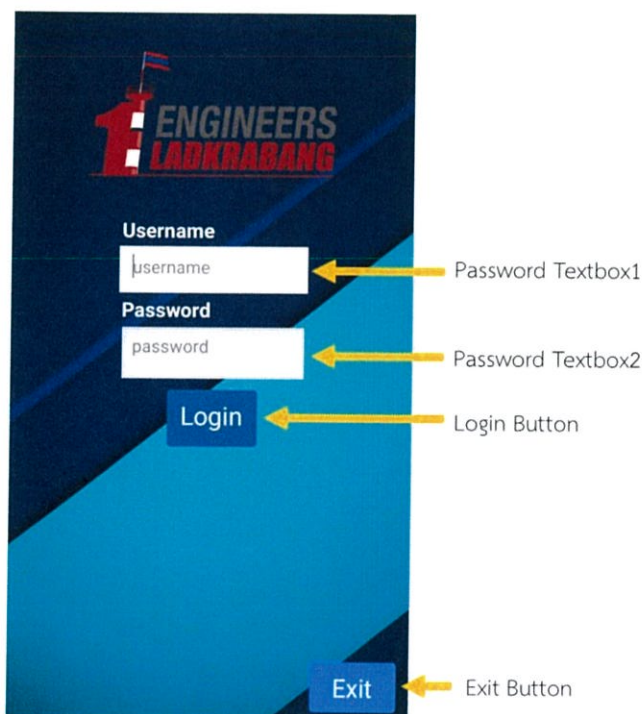 ENGINEERS
LADKRABANG
Username
username
Password Textbox1
Password
password
Password Textbox2
Login
Login Button
Exit
Exit Button